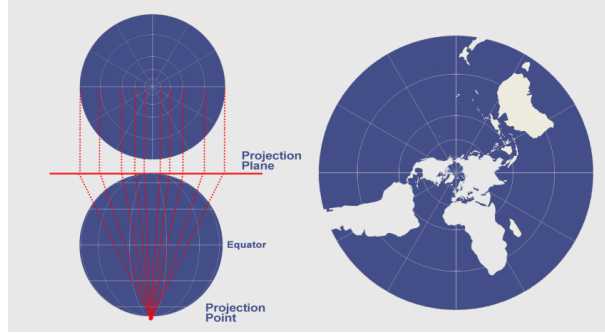 Projection
Plane
Equator
Projection
Point